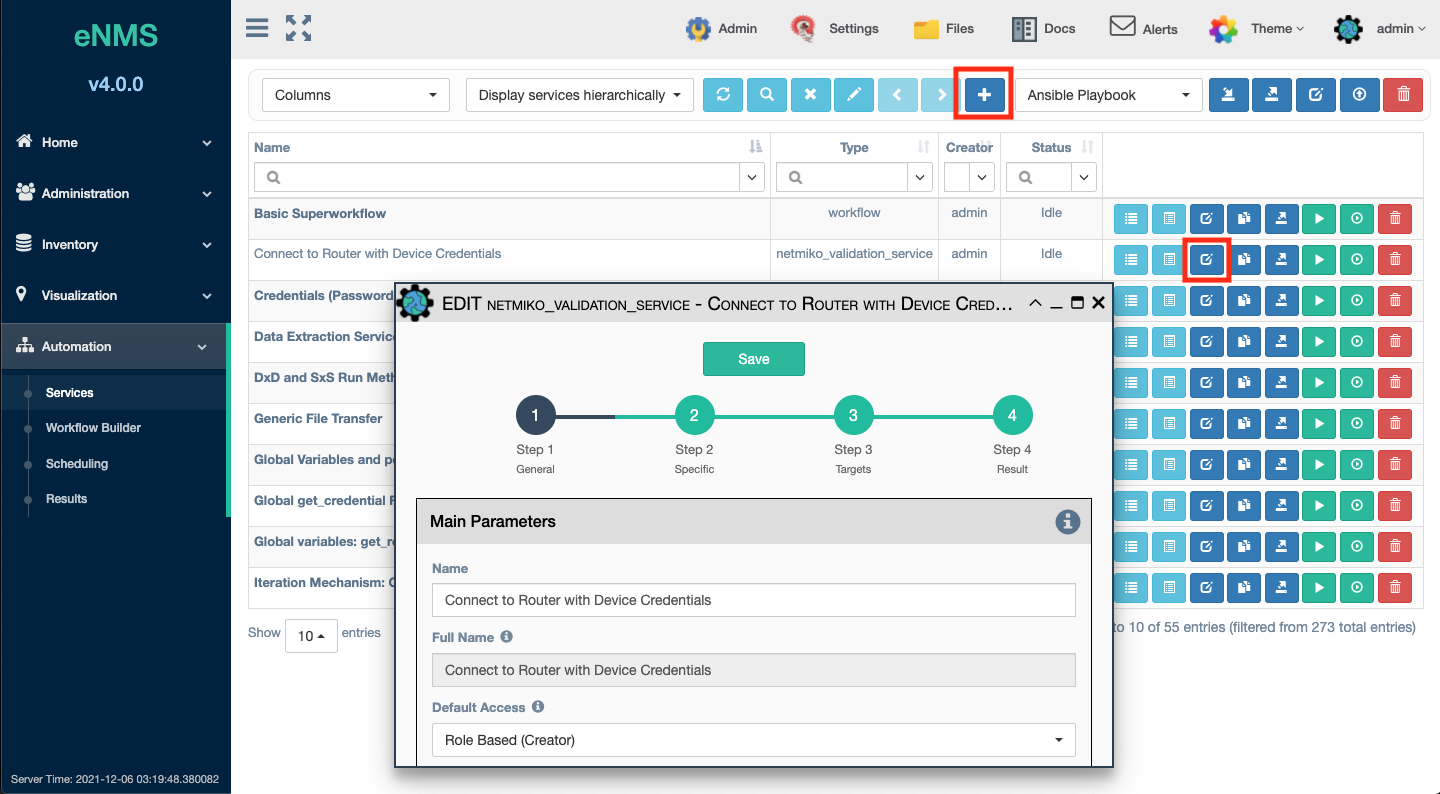 eNMS
v4.0.0
Home
Administration
Inventory
Visualization
Automation
Services
Workflow Builder
Scheduling
Results
Server Time: 2021-12-06 03:19:48.380082
Admin
Settings
Files
Docs
Alerts
Theme
admin
Columns
Display services hierarchically
Ansible Playbook
Name
Type
Creator
Status
Basic Superworkflow workflow admin Idle
Connect to Router with Device Credentials netmiko_validation_service admin Idle
Credentials (Password
Data Extraction Servic
DxD and SxS Run Meth
Generic File Transfer
Global Variables and p
Global get_credential
Global variables: get_r
Iteration Mechanism: C
Show 10 entries
to 10 of 55 entries (filtered from 273 total entries)
EDIT netmiko_validation_service - Connect to Router with Device Cred...
Save
1 2 3 4
Step 1 Step 2 Step 3 Step 4
General Specific Targets Result
Main Parameters
Name
Connect to Router with Device Credentials
Full Name
Connect to Router with Device Credentials
Default Access
Role Based (Creator)